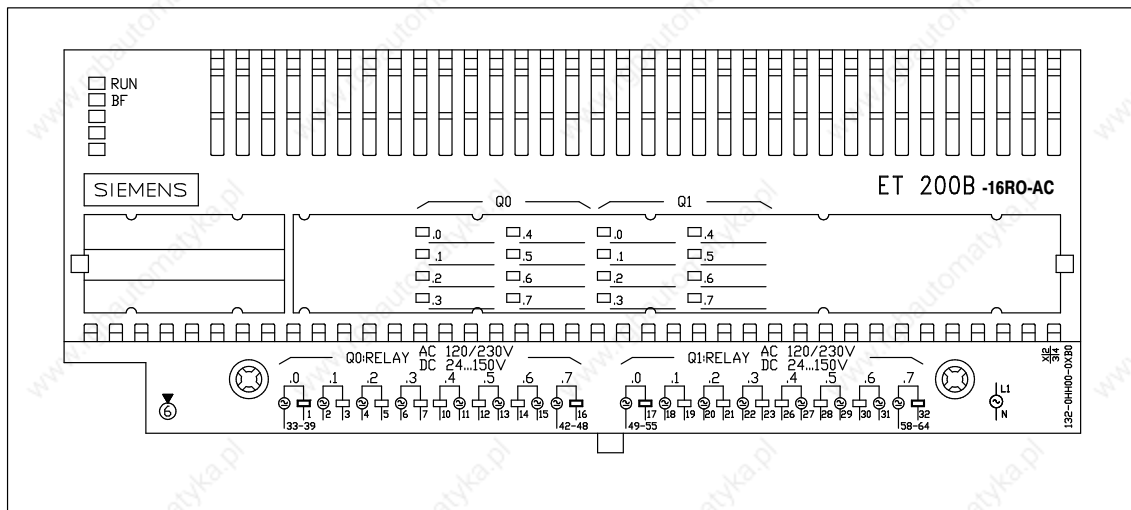 RUN
BF
SIEMENS
ET 200B -16RO-AC
Q0 Q1
.0 .4 .0 .4
.1 .5 .1 .5
.2 .6 .2 .6
.3 .7 .3 .7
Q0:RELAY AC 120/230V
DC 24...150V
Q1:RELAY AC 120/230V
DC 24...150V
.0 .1 .2 .3 .4 .5 .6 .7
.0 .1 .2 .3 .4 .5 .6 .7
6
1 2 3 4 5 6 7 10 11 12 13 14 15 16
17 18 19 20 21 22 23 26 27 28 29 30 31 32
33-39 42-48 49-55 58-64
L1
N
X12
314
132-0HH00-0XB0
www.rgbautomatyka.pl